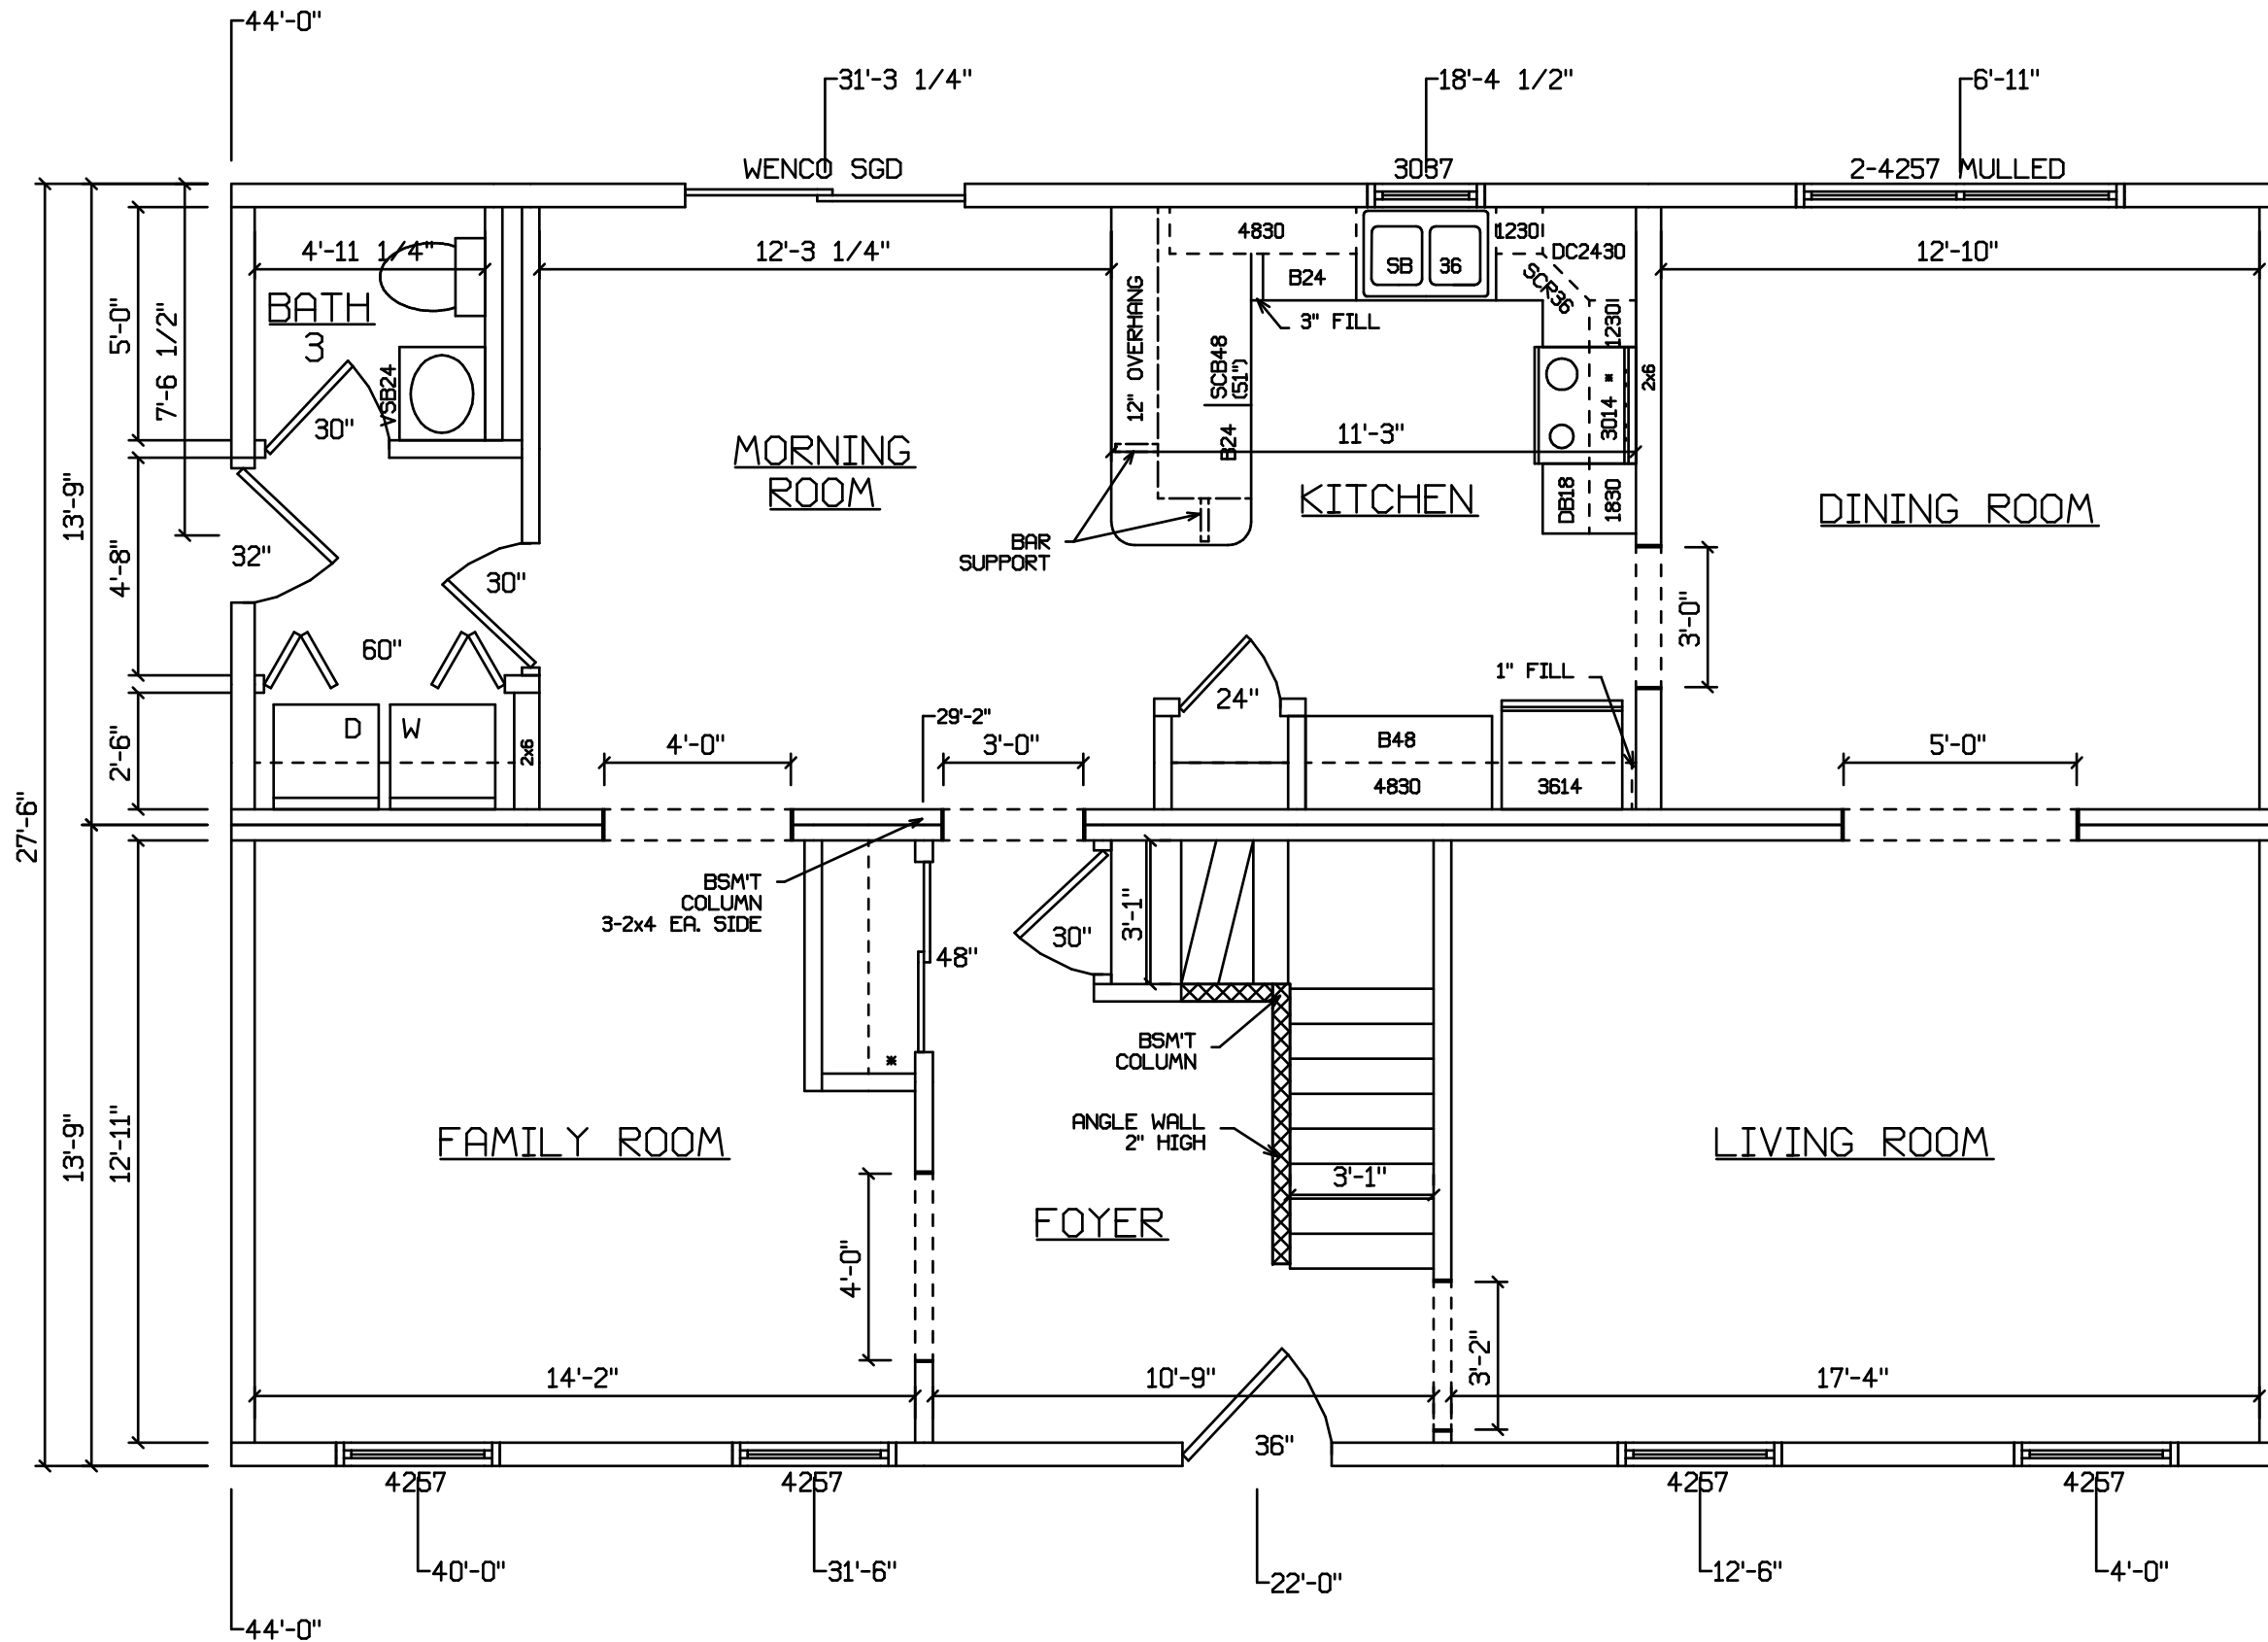 44'-0"
31'-3 1/4"
18'-4 1/2"
6'-11"
WENCO SGD
3037
2-4257 MULLED
4'-11 1/4"
12'-3 1/4"
4830
1230
DC2430
12'-10"
SB 36
B24
SCR36
BATH
3
5'-0"
7'-6 1/2"
12" OVERHANG
3" FILL
1230
SCB48
(51")
VSB24
2x6
30"
3014 *
11'-3"
B24
MORNING
ROOM
KITCHEN
DINING ROOM
DB18
1830
13'-9"
32"
4'-8"
30"
BAR
SUPPORT
3'-0"
60"
1" FILL
24"
29'-2"
D W
2x6
2'-6"
4'-0"
3'-0"
B48
5'-0"
4830
3614
27'-6"
BSM'T
COLUMN
3-2x4 EA. SIDE
3'-1"
30"
48"
BSM'T
COLUMN
*
ANGLE WALL
2" HIGH
13'-9"
12'-11"
FAMILY ROOM
LIVING ROOM
3'-1"
FOYER
4'-0"
3'-2"
14'-2"
10'-9"
17'-4"
36"
4257
4257
4257
4257
40'-0"
31'-6"
22'-0"
12'-6"
4'-0"
44'-0"